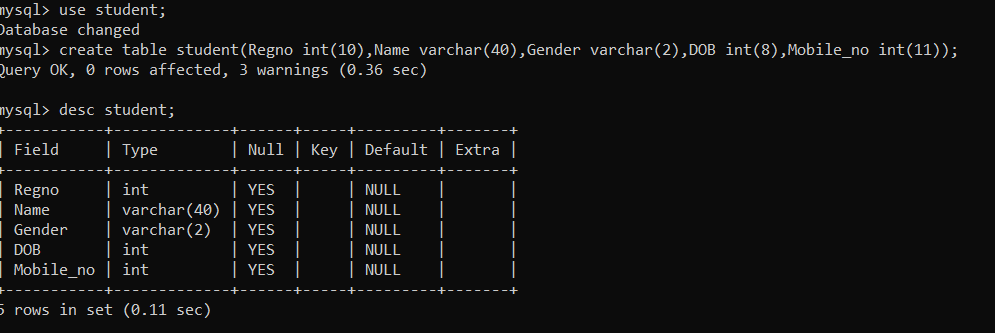 mysql> use student;
Database changed
mysql> create table student(Regno int(10),Name varchar(40),Gender varchar(2),DOB int(8),Mobile_no int(11));
Query OK, 0 rows affected, 3 warnings (0.36 sec)
mysql> desc student;
+-----------+-------------+------+-----+---------+-------+
| Field     | Type        | Null | Key | Default | Extra |
+-----------+-------------+------+-----+---------+-------+
| Regno     | int         | YES  |     | NULL    |       |
| Name      | varchar(40) | YES  |     | NULL    |       |
| Gender    | varchar(2)  | YES  |     | NULL    |       |
| DOB       | int         | YES  |     | NULL    |       |
| Mobile_no | int         | YES  |     | NULL    |       |
+-----------+-------------+------+-----+---------+-------+
5 rows in set (0.11 sec)